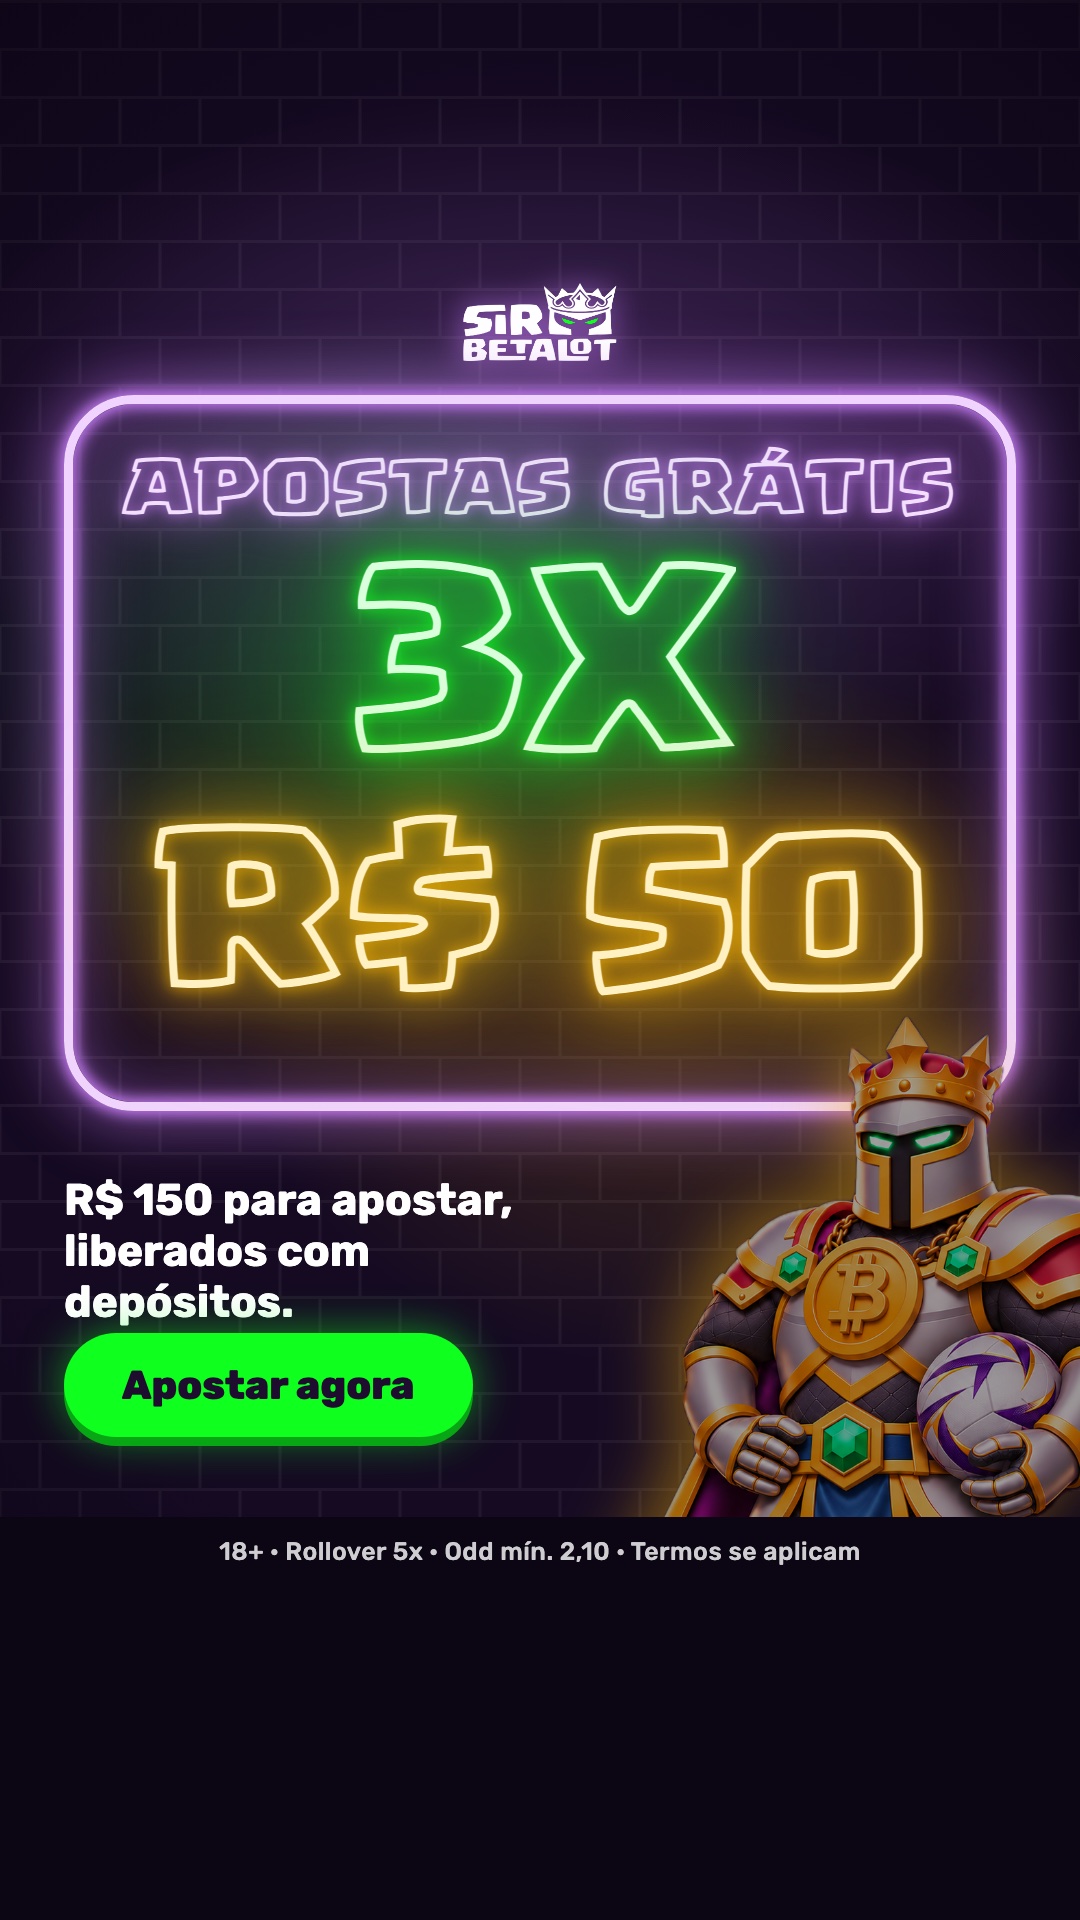 SIR
BETALOT
APOSTAS GRÁTIS
3X
R$ 50
R$ 150 para apostar,
liberados com
depósitos.
Apostar agora
18+ • Rollover 5x • Odd mín. 2,10 • Termos se aplicam